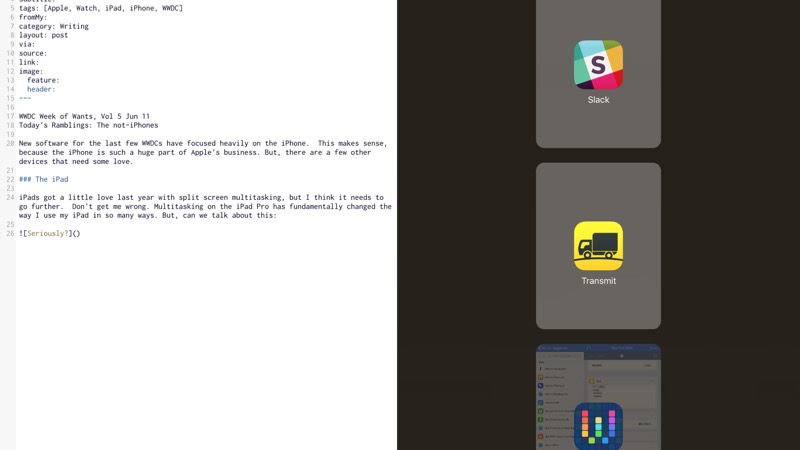 5 tags: [Apple, Watch, iPad, iPhone, WWDC]
6 fromMy:
7 category: Writing
8 layout: post
9 via:
10 source:
11 link:
12 image:
13 feature:
14 header:
15 ---
16
17 WWDC Week of Wants, Vol 5 Jun 11
18 Today's Ramblings: The not-iPhones
19
20 New software for the last few WWDCs have focused heavily on the iPhone.  This makes sense,
because the iPhone is such a huge part of Apple's business. But, there are a few other
devices that need some love.
21
22 ### The iPad
23
24 iPads got a little love last year with split screen multitasking, but I think it needs to
go further.  Don't get me wrong. Multitasking on the iPad Pro has fundamentally changed the
way I use my iPad in so many ways. But, can we talk about this:
25
26 ![Seriously?]()
S
Slack
Transmit